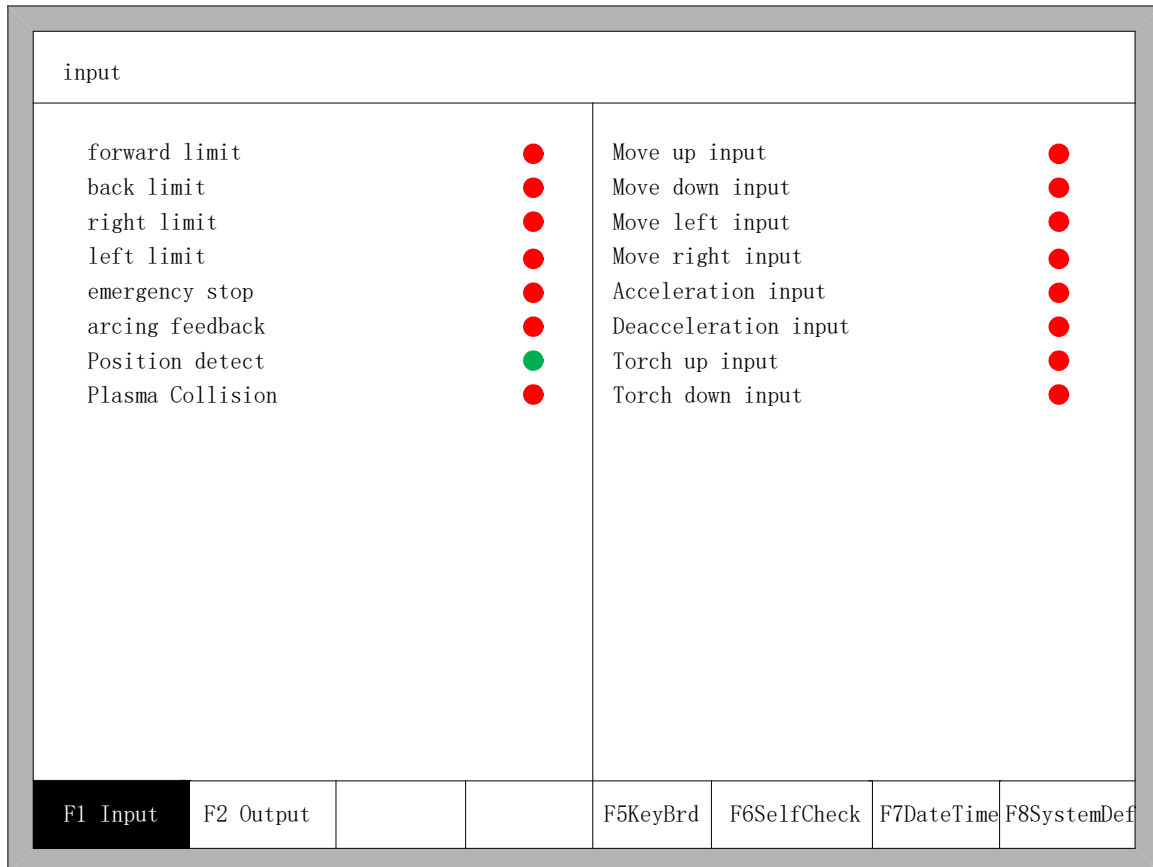 input
forward limit
back limit
right limit
left limit
emergency stop
arcing feedback
Position detect
Plasma Collision
Move up input
Move down input
Move left input
Move right input
Acceleration input
Deacceleration input
Torch up input
Torch down input
F1 Input
F2 Output
F5KeyBrd
F6SelfCheck
F7DateTime
F8SystemDef